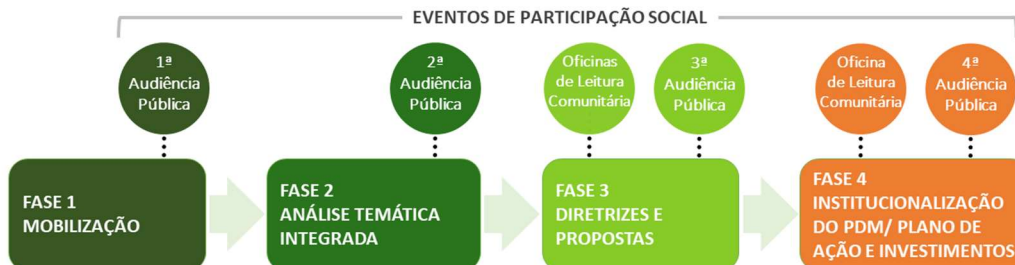 EVENTOS DE PARTICIPAÇÃO SOCIAL
1ª
Audiência
Pública
2ª
Audiência
Pública
Oficinas
de Leitura
Comunitária
3ª
Audiência
Pública
Oficina
de Leitura
Comunitária
4ª
Audiência
Pública
FASE 1
MOBILIZAÇÃO
FASE 2
ANÁLISE TEMÁTICA
INTEGRADA
FASE 3
DIRETRIZES E
PROPOSTAS
FASE 4
INSTITUCIONALIZAÇÃO
DO PDM/ PLANO DE
AÇÃO E INVESTIMENTOS